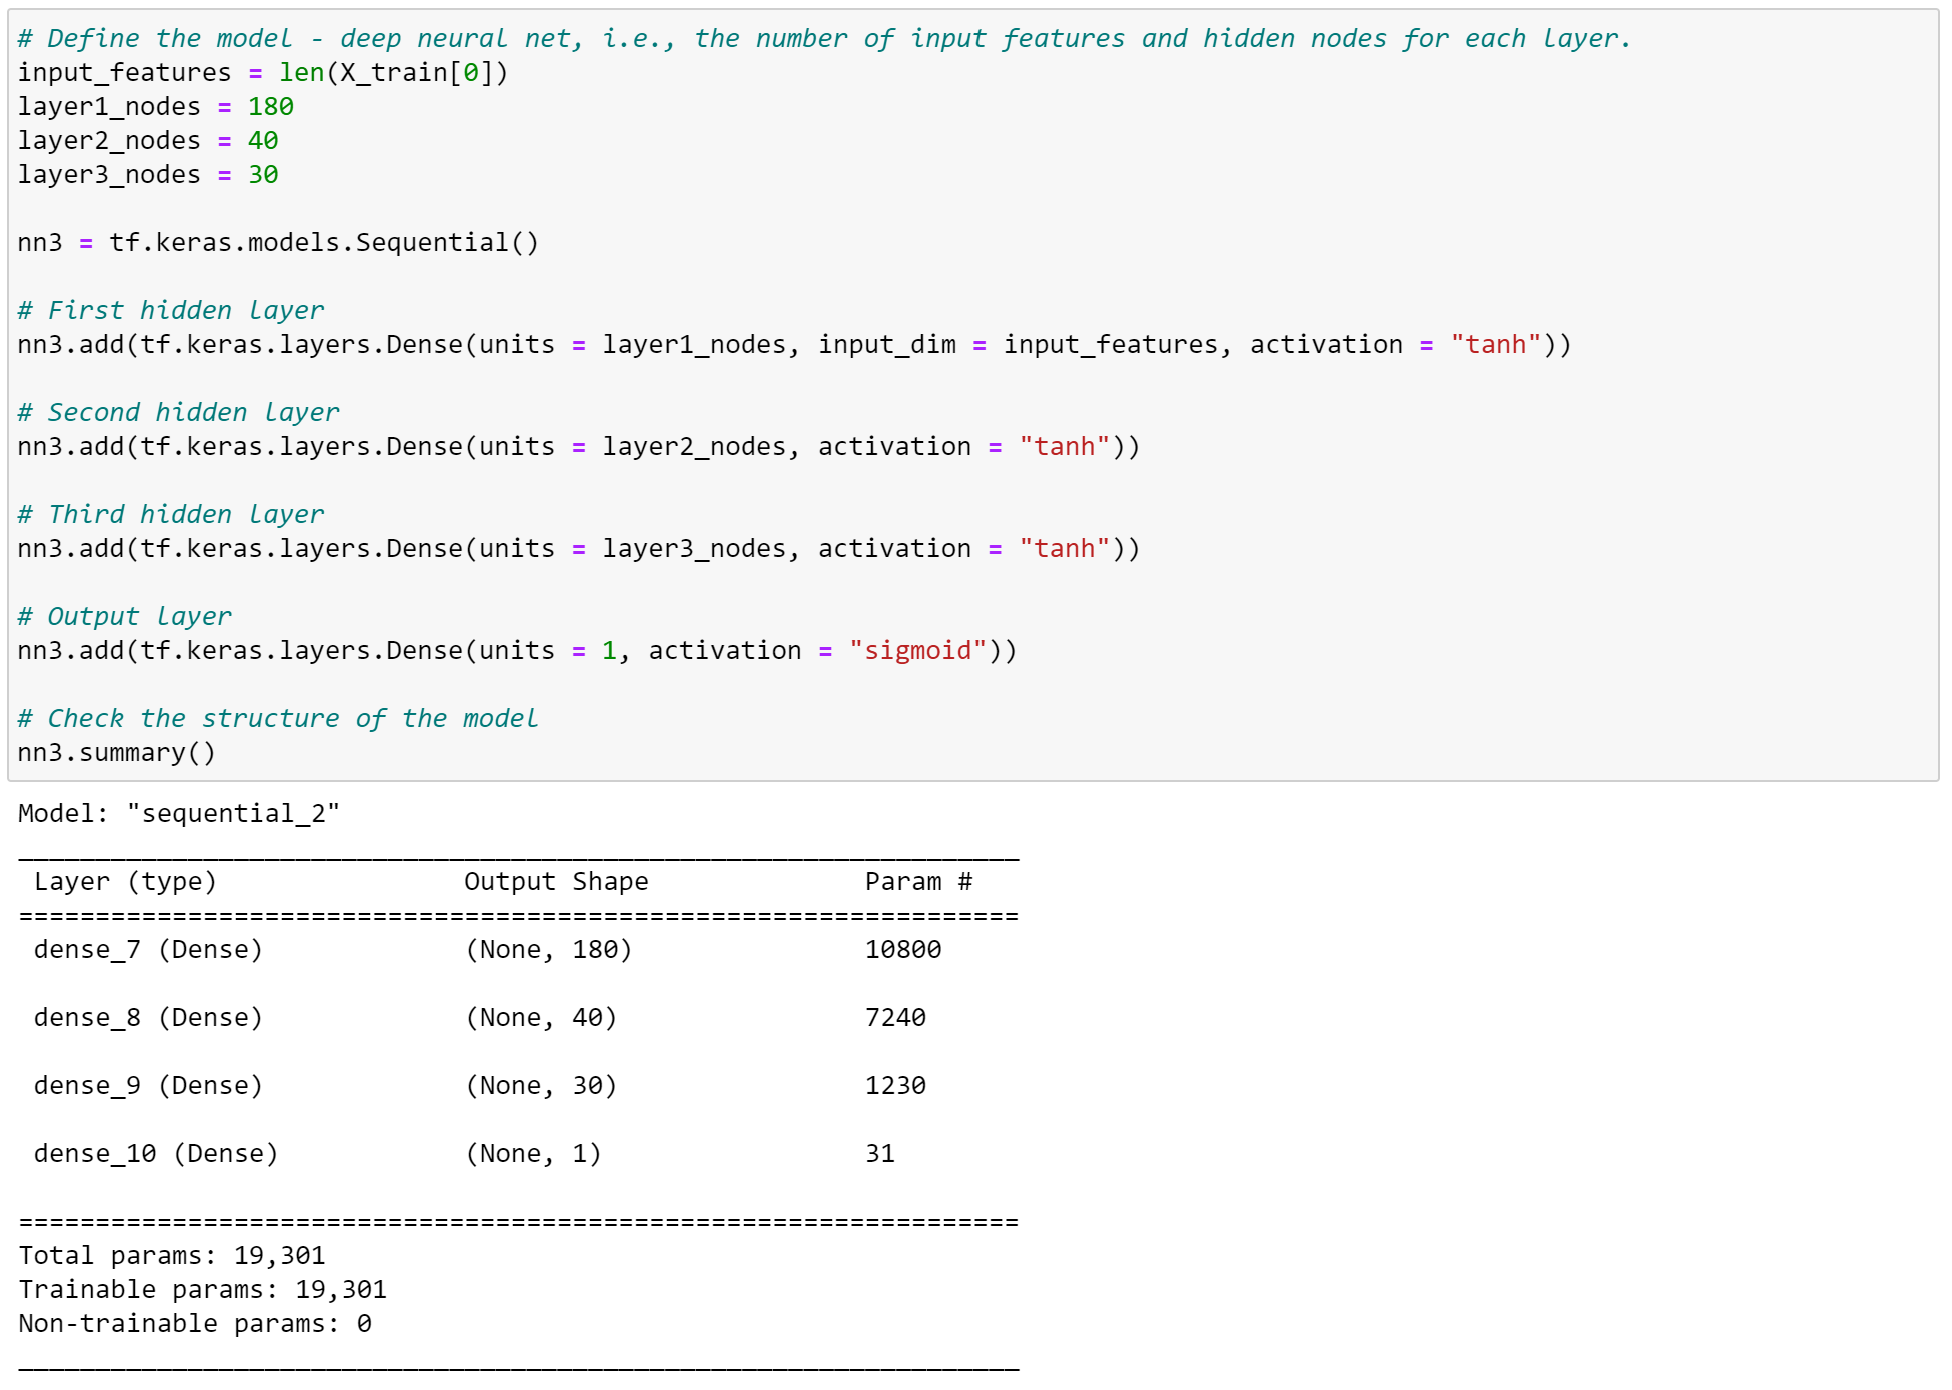 # Define the model - deep neural net, i.e., the number of input features and hidden nodes for each layer.
input_features = len(X_train[0])
layer1_nodes = 180
layer2_nodes = 40
layer3_nodes = 30
nn3 = tf.keras.models.Sequential()
# First hidden layer
nn3.add(tf.keras.layers.Dense(units = layer1_nodes, input_dim = input_features, activation = "tanh"))
# Second hidden layer
nn3.add(tf.keras.layers.Dense(units = layer2_nodes, activation = "tanh"))
# Third hidden layer
nn3.add(tf.keras.layers.Dense(units = layer3_nodes, activation = "tanh"))
# Output layer
nn3.add(tf.keras.layers.Dense(units = 1, activation = "sigmoid"))
# Check the structure of the model
nn3.summary()
Model: "sequential_2"
_________________________________________________________________
Layer (type) Output Shape Param #
=================================================================
dense_7 (Dense) (None, 180) 10800
dense_8 (Dense) (None, 40) 7240
dense_9 (Dense) (None, 30) 1230
dense_10 (Dense) (None, 1) 31
=================================================================
Total params: 19,301
Trainable params: 19,301
Non-trainable params: 0
_________________________________________________________________